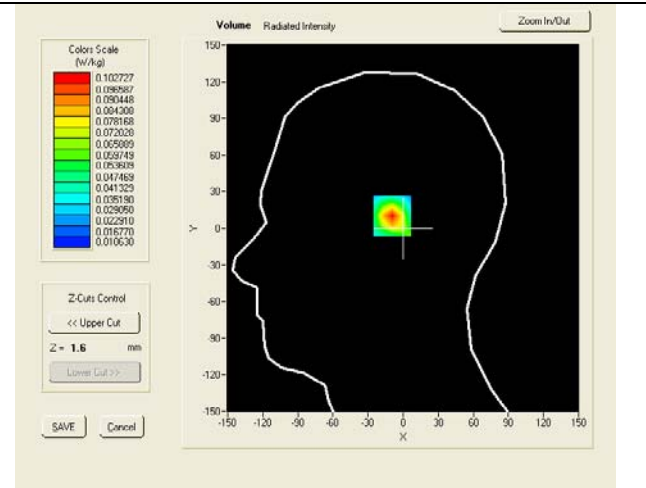 Volume Radiated Intensity
Zoom In/Out
Colors Scale
(W/kg)
0.102727
0.096587
0.090448
0.084308
0.078168
0.072028
0.065889
0.059749
0.053609
0.047469
0.041329
0.035190
0.029050
0.022910
0.016770
0.010630
Z-Cuts Control
<< Upper Cut
Z = 1.6 mm
Lower Cut >>
SAVE
Cancel
150-
120-
90-
60-
30-
Y 0-
-30-
-60-
-90-
-120-
-150-
-150 -120 -90 -60 -30 0 30 60 90 120 150
X